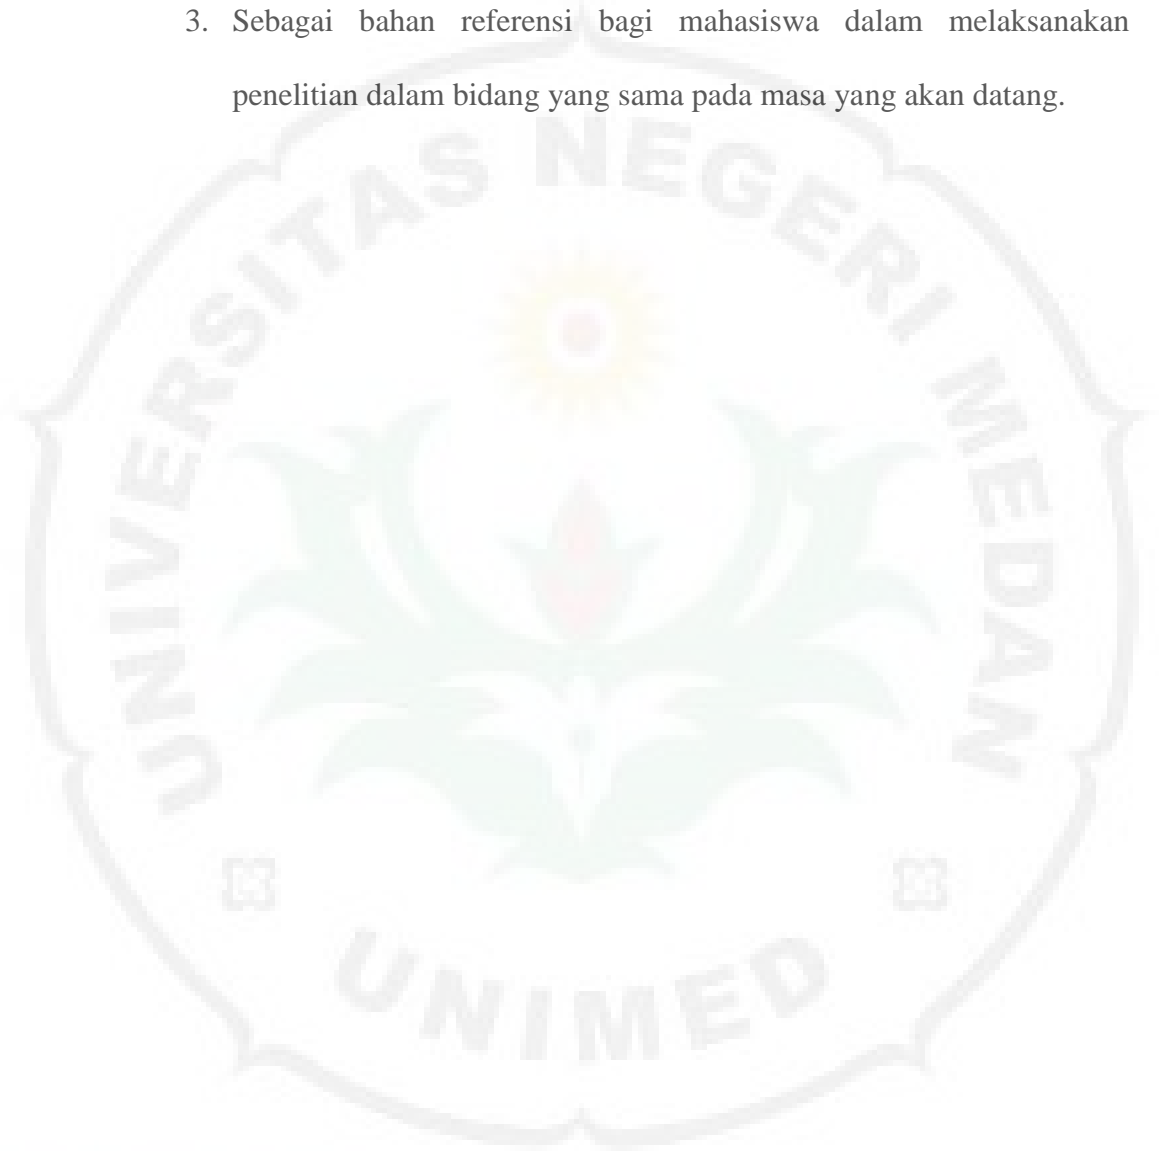 3. Sebagai bahan referensi bagi mahasiswa dalam melaksanakan
penelitian dalam bidang yang sama pada masa yang akan datang.
UNIVERSITAS NEGERI MEDAN
UNIMED